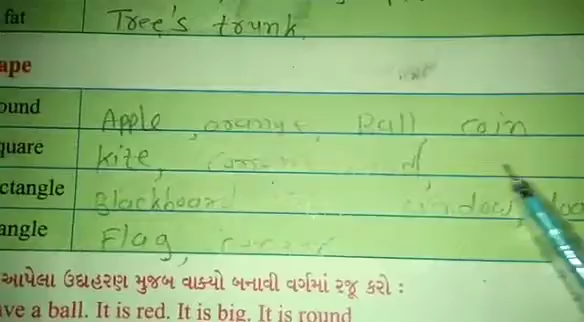 fat Tree's trunk
ape
ound Apple, orange, Ball, coin
quare Kite,
ctangle Blackboard window,
angle Flag,
આપેલા ઉદાહરણ મુજબ વાક્યો બનાવી વર્ગમાં રજૂ કરો :
ve a ball. It is red. It is big. It is round